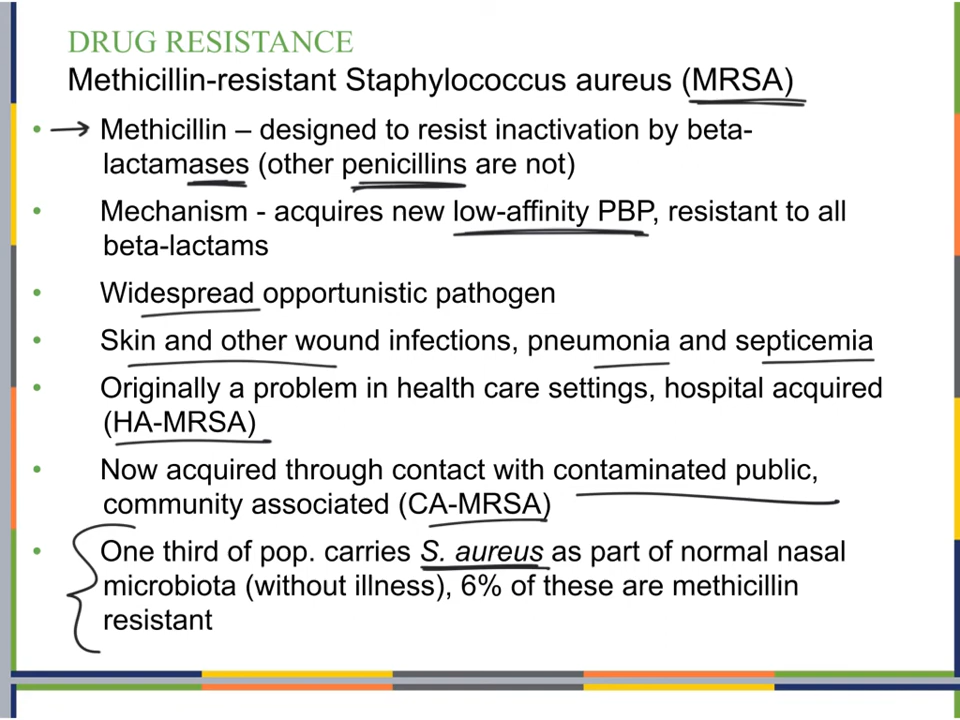 DRUG RESISTANCE
Methicillin-resistant Staphylococcus aureus (MRSA)
• Methicillin – designed to resist inactivation by beta-
lactamases (other penicillins are not)
• Mechanism - acquires new low-affinity PBP, resistant to all
beta-lactams
• Widespread opportunistic pathogen
• Skin and other wound infections, pneumonia and septicemia
• Originally a problem in health care settings, hospital acquired
(HA-MRSA)
• Now acquired through contact with contaminated public,
community associated (CA-MRSA)
• One third of pop. carries S. aureus as part of normal nasal
microbiota (without illness), 6% of these are methicillin
resistant